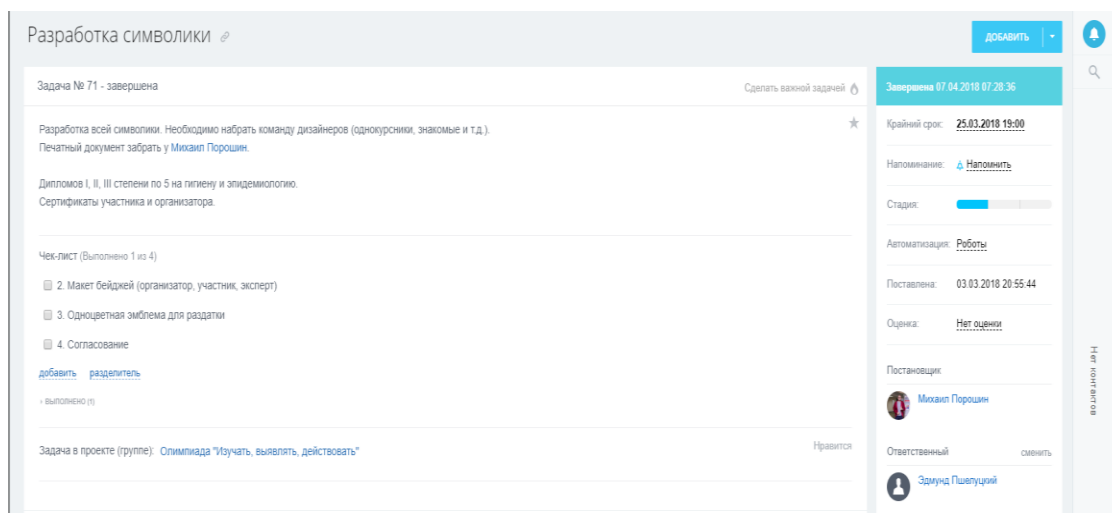 Разработка символики
ДОБАВИТЬ
Задача № 71 - завершена
Сделать важной задачей
Завершена 07.04.2018 07:28:36
Разработка всей символики. Необходимо набрать команду дизайнеров (однокурсники, знакомые и т.д.).
Печатный документ забрать у Михаил Порошин.
Дипломов I, II, III степени по 5 на гигиену и эпидемиологию.
Сертификаты участника и организатора.
Чек-лист (Выполнено 1 из 4)
2. Макет бейджей (организатор, участник, эксперт)
3. Одноцветная эмблема для раздатки
4. Согласование
добавить разделитель
ВЫПОЛНЕНО (1)
Задача в проекте (группе): Олимпиада "Изучать, выявлять, действовать"
Нравится
Крайний срок: 25.03.2018 19:00
Напоминание: Напомнить
Стадия:
Автоматизация: Роботы
Поставлена: 03.03.2018 20:55:44
Оценка: Нет оценки
Постановщик
Михаил Порошин
Ответственный сменить
Эдмунд Пшелуцкий
Нет контактов